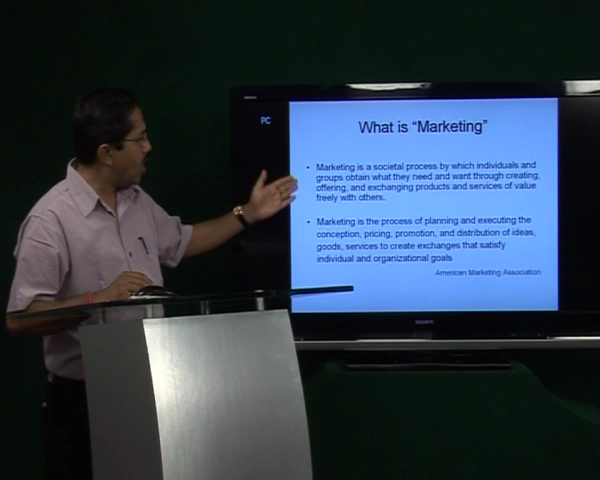 PC
What is "Marketing"
• Marketing is a societal process by which individuals and
groups obtain what they need and want through creating,
offering, and exchanging products and services of value
freely with others.
• Marketing is the process of planning and executing the
conception, pricing, promotion, and distribution of ideas,
goods, services to create exchanges that satisfy
individual and organizational goals
American Marketing Association
SONY